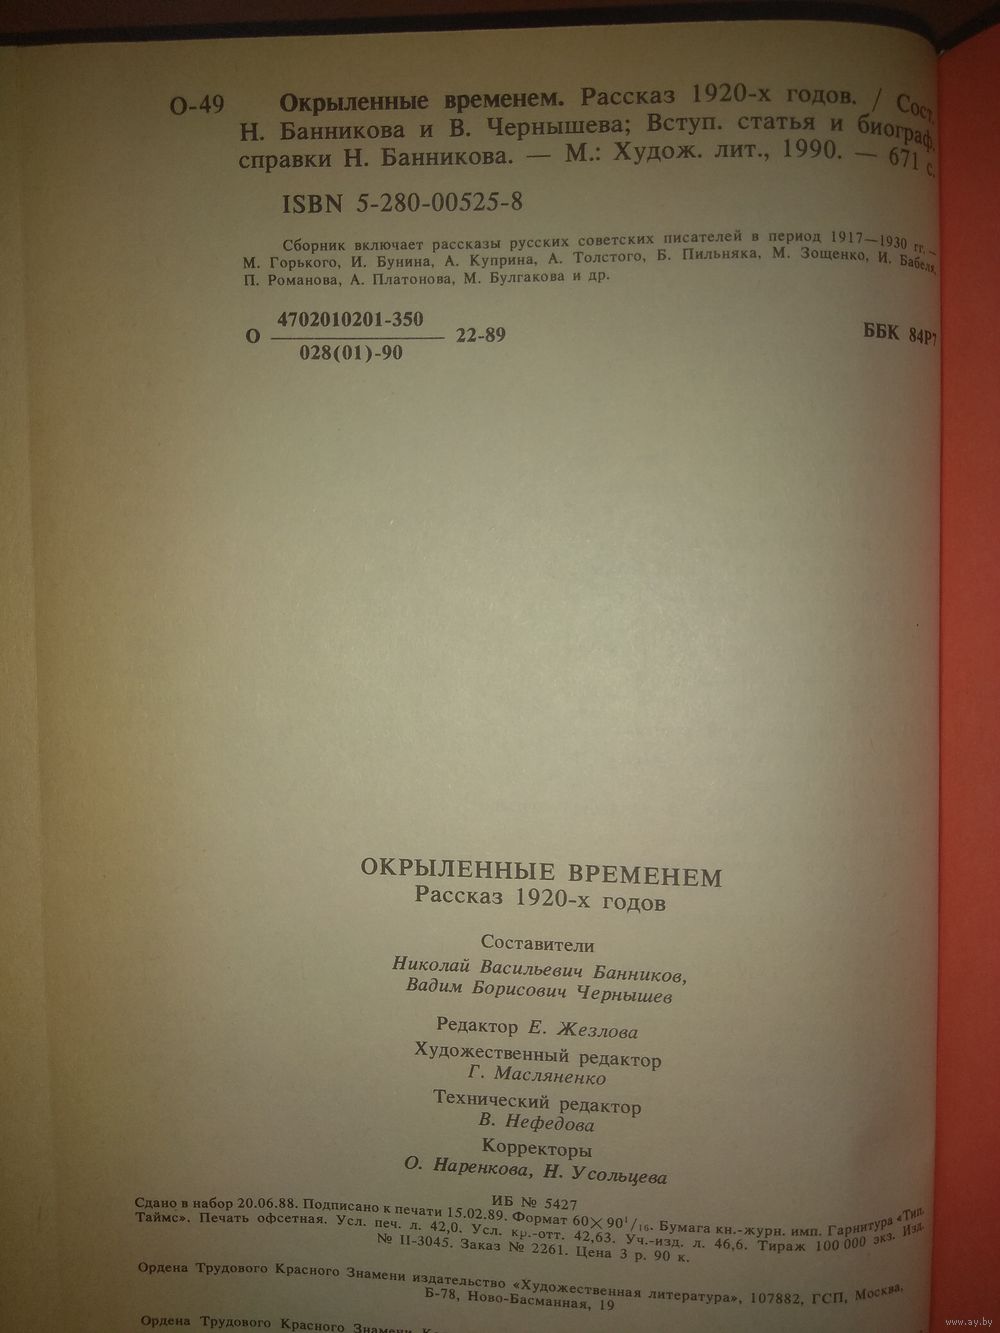 О-49 Окрыленные временем. Рассказ 1920-х годов. / Сост.
Н. Банникова и В. Чернышева; Вступ. статья и биограф.
справки Н. Банникова. — М.: Худож. лит., 1990. — 671 с.
ISBN 5-280-00525-8
Сборник включает рассказы русских советских писателей в период 1917—1930 гг. —
М. Горького, И. Бунина, А. Куприна, А. Толстого, Б. Пильняка, М. Зощенко, И. Бабеля,
П. Романова, А. Платонова, М. Булгакова и др.
4702010201-350
О 22-89
028(01)-90
ББК 84Р7
ОКРЫЛЕННЫЕ ВРЕМЕНЕМ
Рассказ 1920-х годов
Составители
Николай Васильевич Банников,
Вадим Борисович Чернышев
Редактор Е. Жезлова
Художественный редактор
Г. Масляненко
Технический редактор
В. Нефедова
Корректоры
О. Наренкова, Н. Усольцева
ИБ № 5427
Сдано в набор 20.06.88. Подписано к печати 15.02.89. Формат 60×90¹/₁₆. Бумага кн.-журн. имп. Гарнитура «Тип.
Таймс». Печать офсетная. Усл. печ. л. 42,0. Усл. кр.-отт. 42,63. Уч.-изд. л. 46,6. Тираж 100 000 экз. Изд.
№ II-3045. Заказ № 2261. Цена 3 р. 90 к.
Ордена Трудового Красного Знамени издательство «Художественная литература», 107882, ГСП, Москва,
Б-78, Ново-Басманная, 19
Ордена Трудового Красного Знамени
www.ay.by